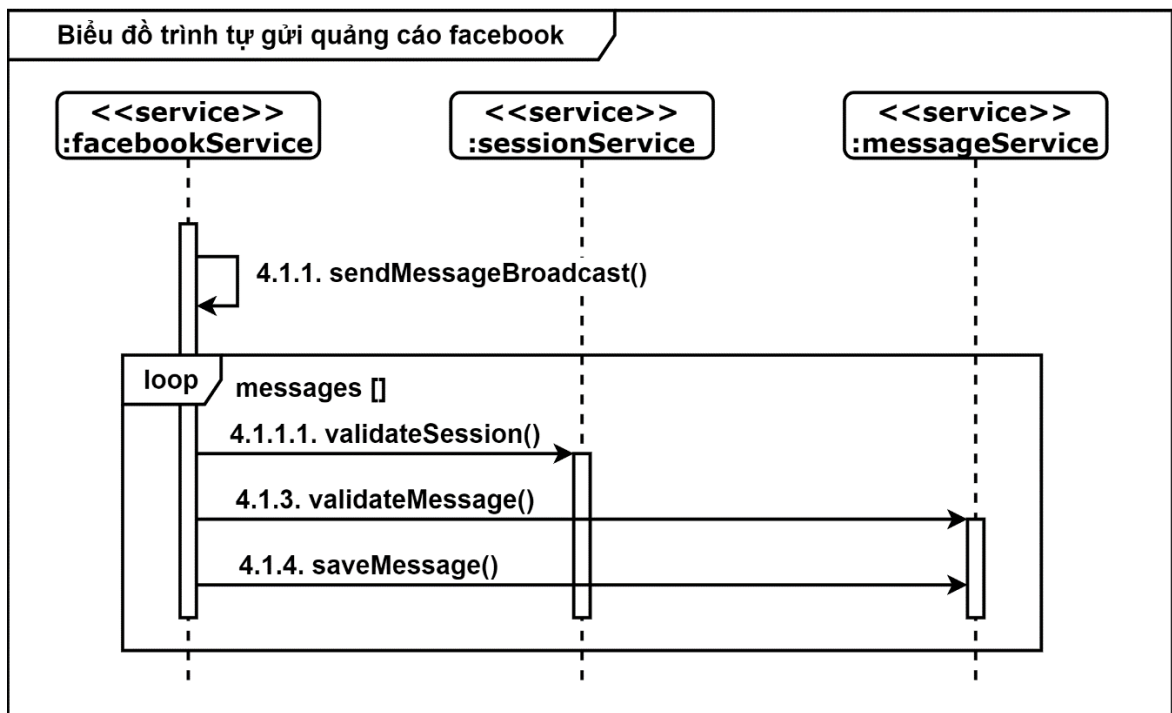 Biểu đồ trình tự gửi quảng cáo facebook
<<service>>
:facebookService
<<service>>
:sessionService
<<service>>
:messageService
4.1.1. sendMessageBroadcast()
loop
messages []
4.1.1.1. validateSession()
4.1.3. validateMessage()
4.1.4. saveMessage()